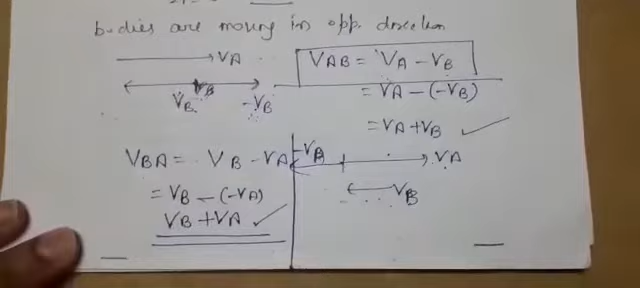 bodies are moving in opp. direction
VA
VB
VB -VB
VAB = VA - VB
= VA - (-VB)
= VA + VB
VBA = VB - VA
= VB - (-VA)
VB + VA
-VB VA
VB